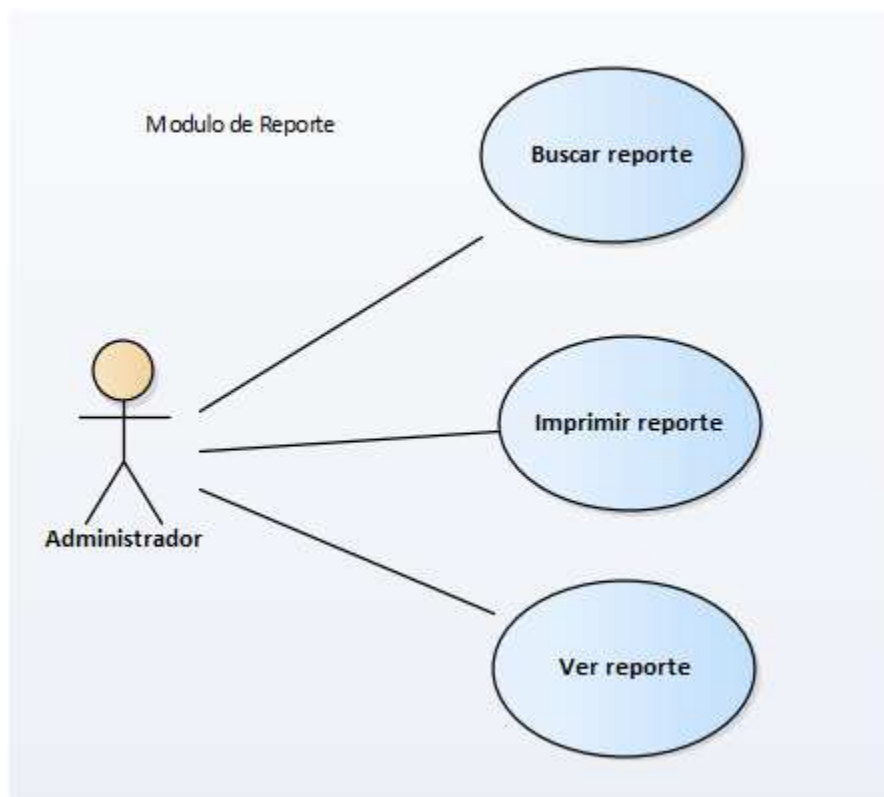 Modulo de Reporte
Buscar reporte
Imprimir reporte
Administrador
Ver reporte